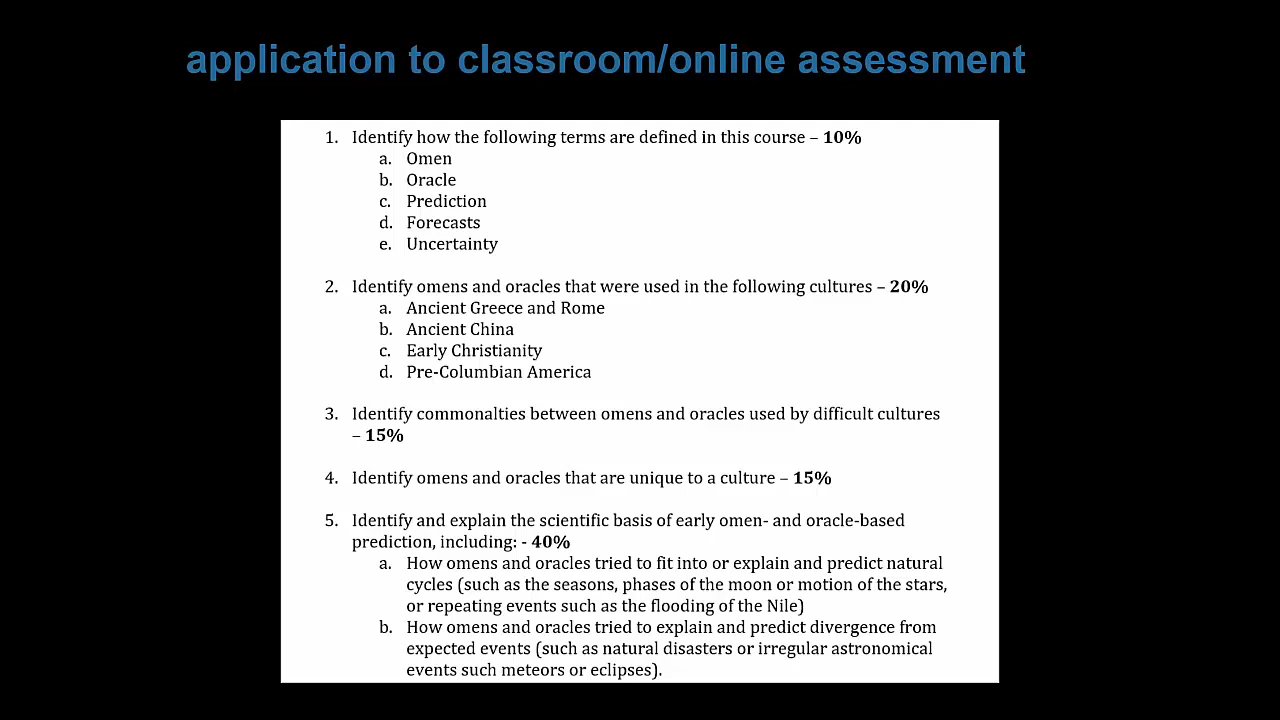 application to classroom/online assessment
1. Identify how the following terms are defined in this course – 10%
a. Omen
b. Oracle
c. Prediction
d. Forecasts
e. Uncertainty
2. Identify omens and oracles that were used in the following cultures – 20%
a. Ancient Greece and Rome
b. Ancient China
c. Early Christianity
d. Pre-Columbian America
3. Identify commonalties between omens and oracles used by difficult cultures
– 15%
4. Identify omens and oracles that are unique to a culture – 15%
5. Identify and explain the scientific basis of early omen- and oracle-based
prediction, including: - 40%
a. How omens and oracles tried to fit into or explain and predict natural
cycles (such as the seasons, phases of the moon or motion of the stars,
or repeating events such as the flooding of the Nile)
b. How omens and oracles tried to explain and predict divergence from
expected events (such as natural disasters or irregular astronomical
events such meteors or eclipses).